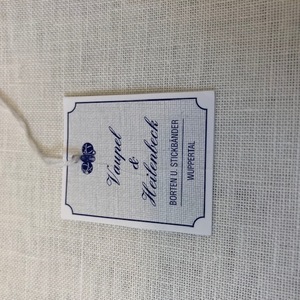 Vaupel
&
Heilenbeck
BORTEN U. STICKBÄNDER
WUPPERTAL